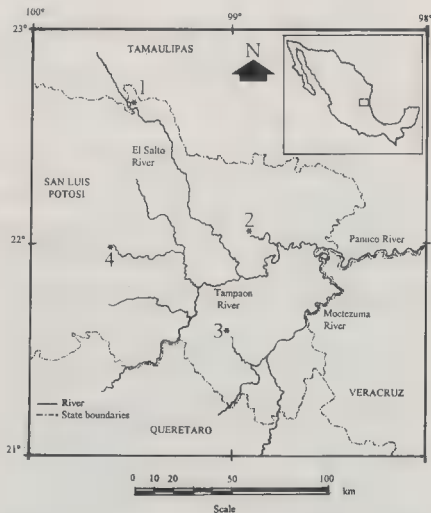 100° 99° 98°
23°
TAMAULIPAS
N
1
El Salto
River
SAN LUIS
POTOSI
2
Panuco River
22°
4
Tampaon
River
Moctezuma
River
3
VERACRUZ
River
State boundaries
QUERETARO
21°
0 10 20 50 100
km
Scale